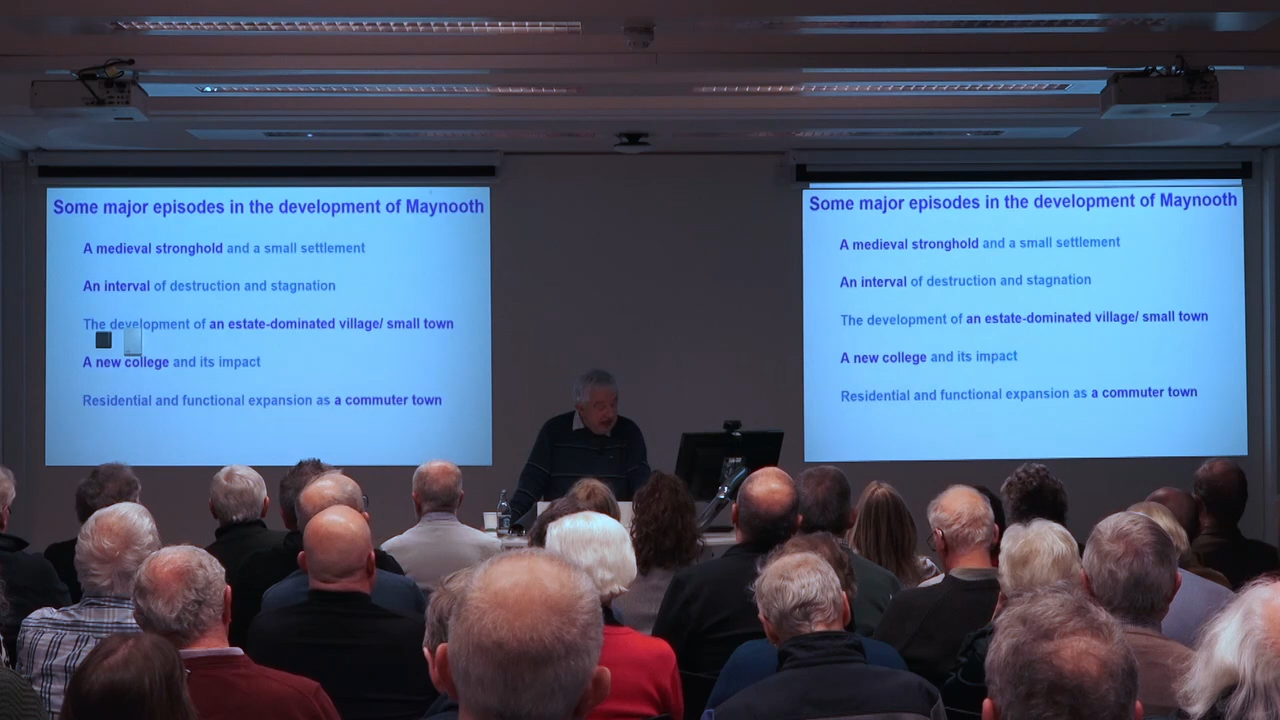 Some major episodes in the development of Maynooth
A medieval stronghold and a small settlement
An interval of destruction and stagnation
The development of an estate-dominated village/ small town
A new college and its impact
Residential and functional expansion as a commuter town
Some major episodes in the development of Maynooth
A medieval stronghold and a small settlement
An interval of destruction and stagnation
The development of an estate-dominated village/ small town
A new college and its impact
Residential and functional expansion as a commuter town